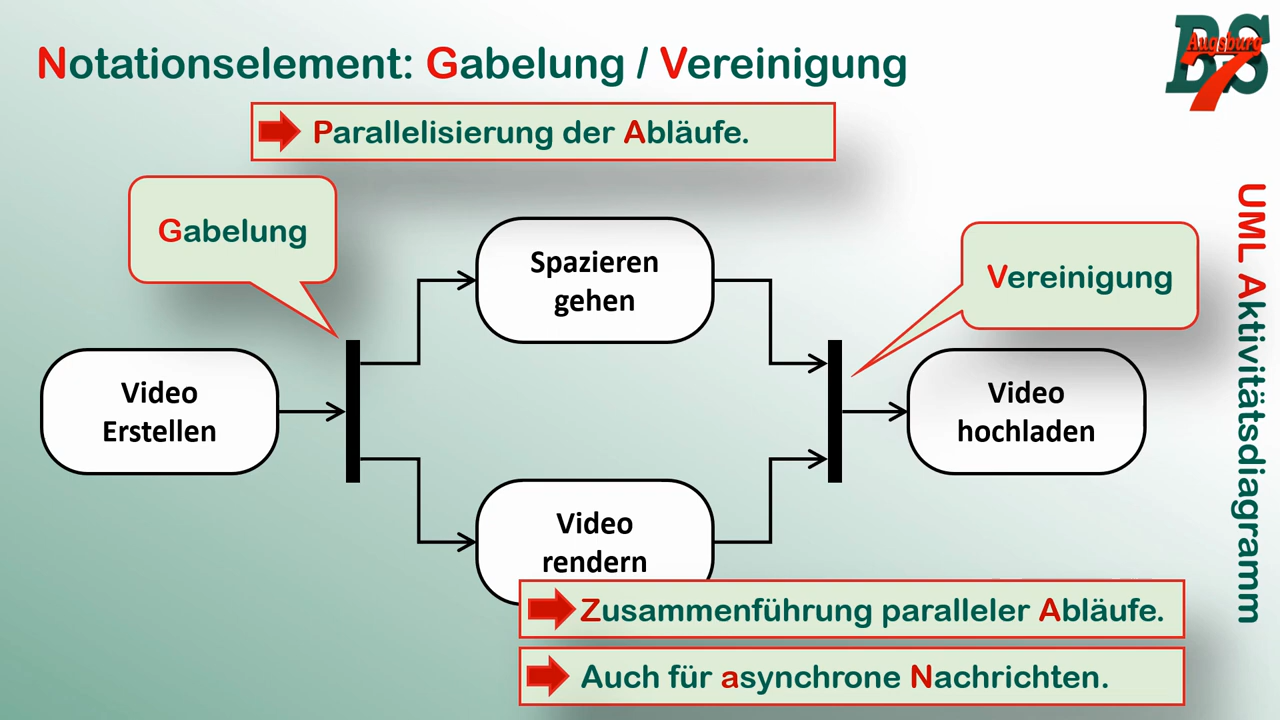 Notationselement: Gabelung / Vereinigung
BS
Augsburg
7
Parallelisierung der Abläufe.
Gabelung
Spazieren
gehen
Vereinigung
Video
Erstellen
Video
hochladen
Video
rendern
Zusammenführung paralleler Abläufe.
Auch für asynchrone Nachrichten.
UML Aktivitätsdiagramm